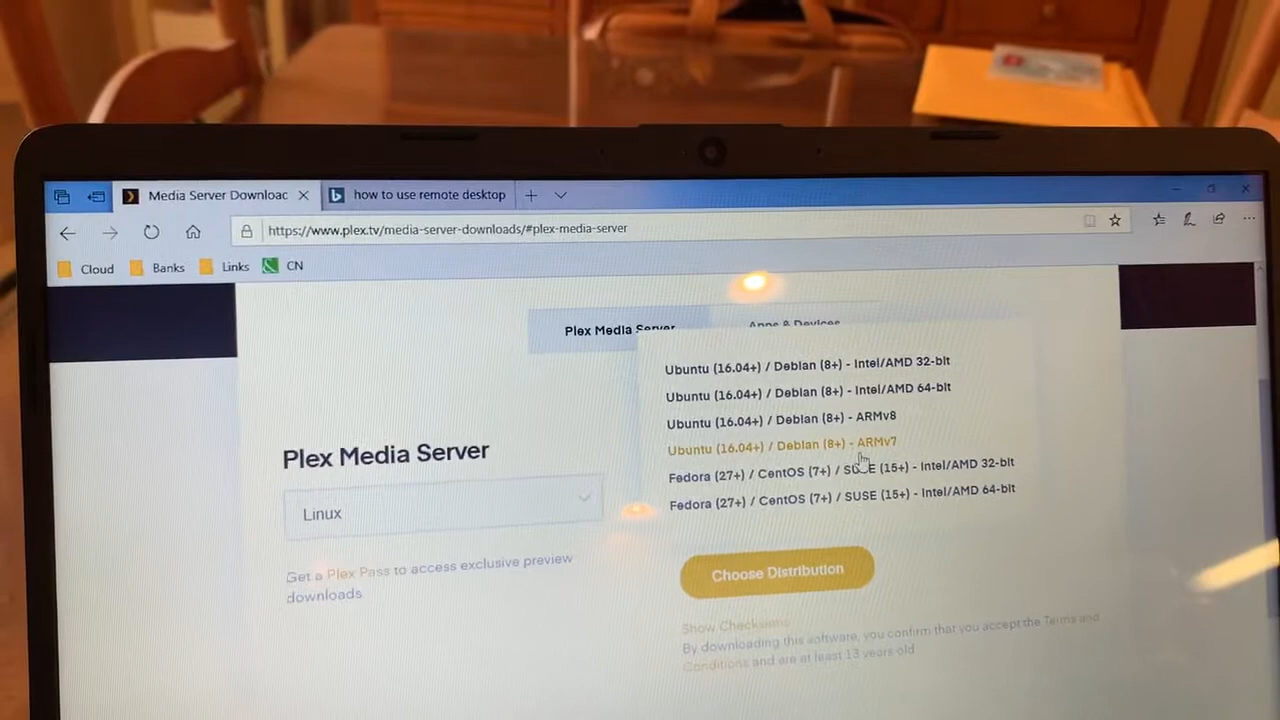 Media Server Downloac
how to use remote desktop
https://www.plex.tv/media-server-downloads/#plex-media-server
Cloud
Banks
Links
CN
Plex Media Server
Apps & Devices
Ubuntu (16.04+) / Debian (8+) - Intel/AMD 32-bit
Ubuntu (16.04+) / Debian (8+) - Intel/AMD 64-bit
Ubuntu (16.04+) / Debian (8+) - ARMv8
Ubuntu (16.04+) / Debian (8+) - ARMv7
Fedora (27+) / CentOS (7+) / SUSE (15+) - Intel/AMD 32-bit
Fedora (27+) / CentOS (7+) / SUSE (15+) - Intel/AMD 64-bit
Plex Media Server
Linux
Get a Plex Pass to access exclusive preview
downloads
Choose Distribution
Show Checksums
By downloading this software, you confirm that you accept the Terms and
Conditions and are at least 13 years old